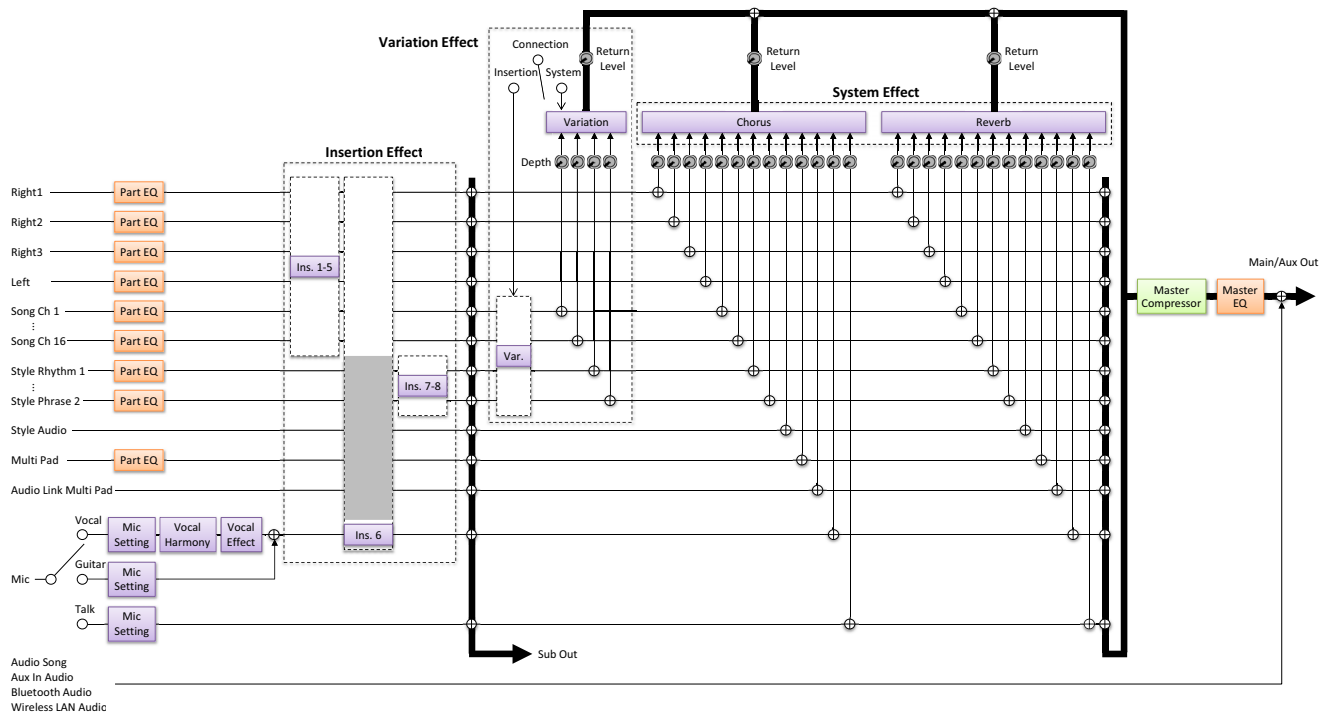 Variation Effect
Connection
Insertion System
Return
Level
Return
Level
Return
Level
System Effect
Variation
Chorus
Reverb
Depth
Insertion Effect
Right1
Part EQ
Right2
Part EQ
Right3
Part EQ
Ins. 1-5
Left
Part EQ
Main/Aux Out
Master
Compressor
Master
EQ
Song Ch 1
Part EQ
Song Ch 16
Part EQ
Var.
Style Rhythm 1
Part EQ
Ins. 7-8
Style Phrase 2
Part EQ
Style Audio
Multi Pad
Part EQ
Audio Link Multi Pad
Vocal
Mic
Setting
Vocal
Harmony
Vocal
Effect
Ins. 6
Mic
Guitar
Mic
Setting
Talk
Mic
Setting
Sub Out
Audio Song
Aux In Audio
Bluetooth Audio
Wireless LAN Audio